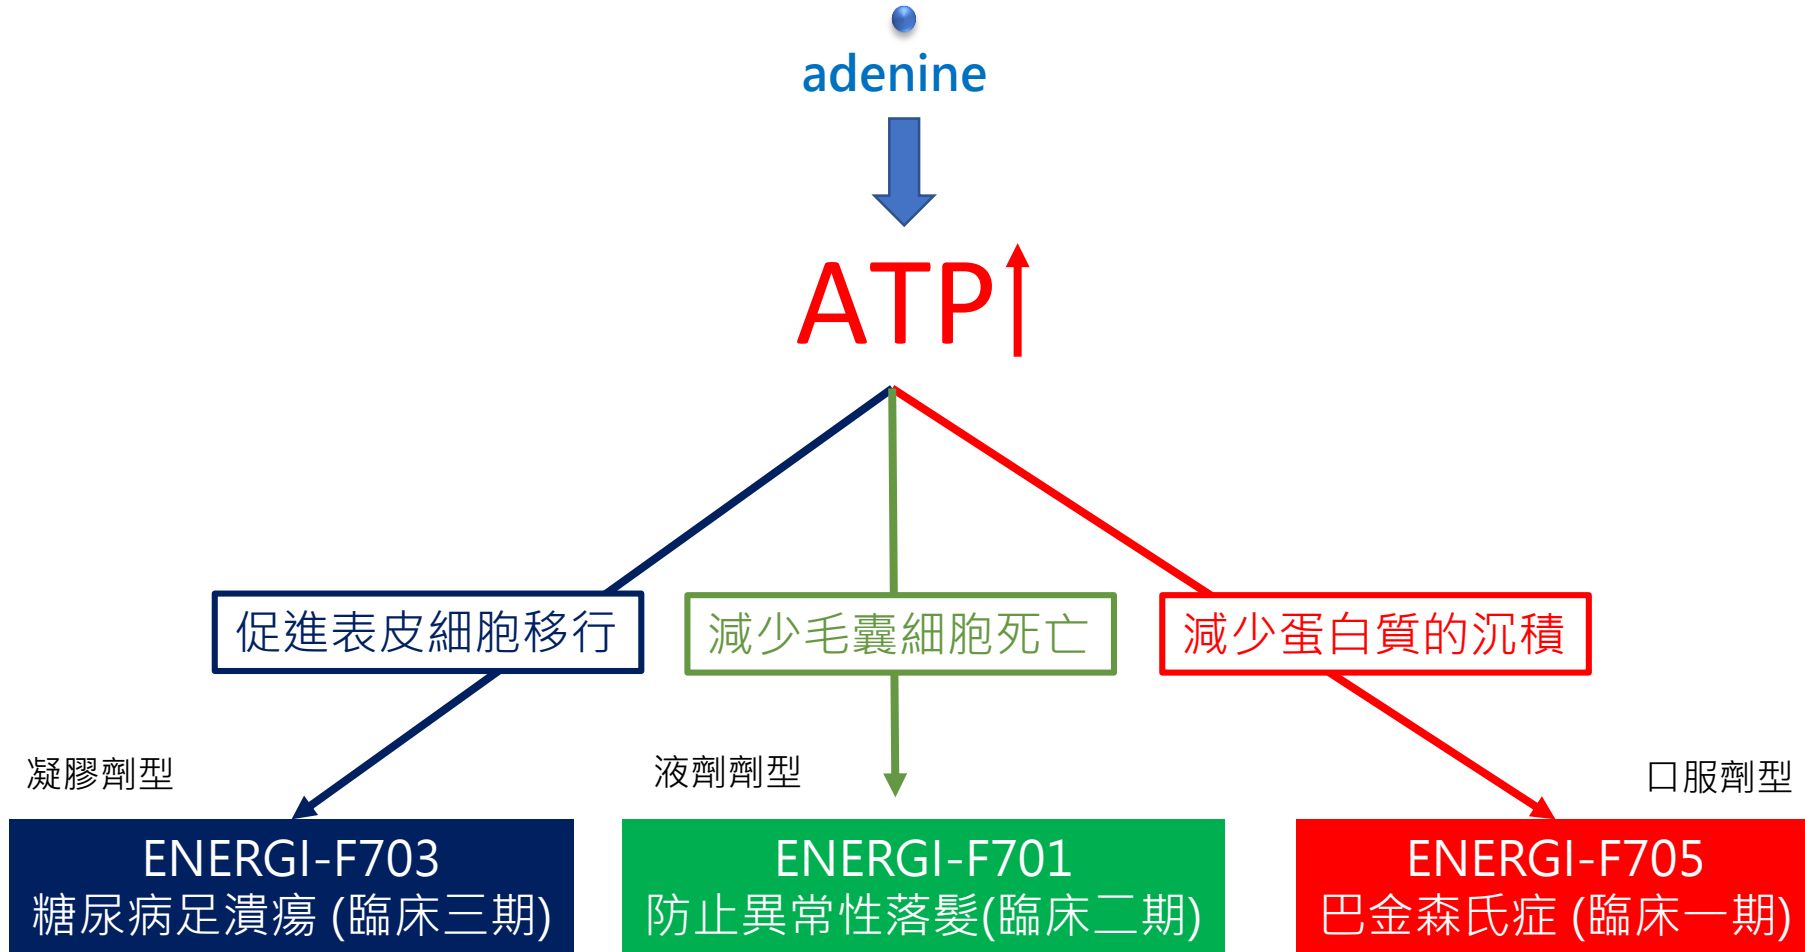 adenine
ATP
促進表皮細胞移行
減少毛囊細胞死亡
減少蛋白質的沉積
凝膠劑型
液劑劑型
口服劑型
ENERGI-F703
糖尿病足潰瘍 (臨床三期)
ENERGI-F701
防止異常性落髮(臨床二期)
ENERGI-F705
巴金森氏症 (臨床一期)